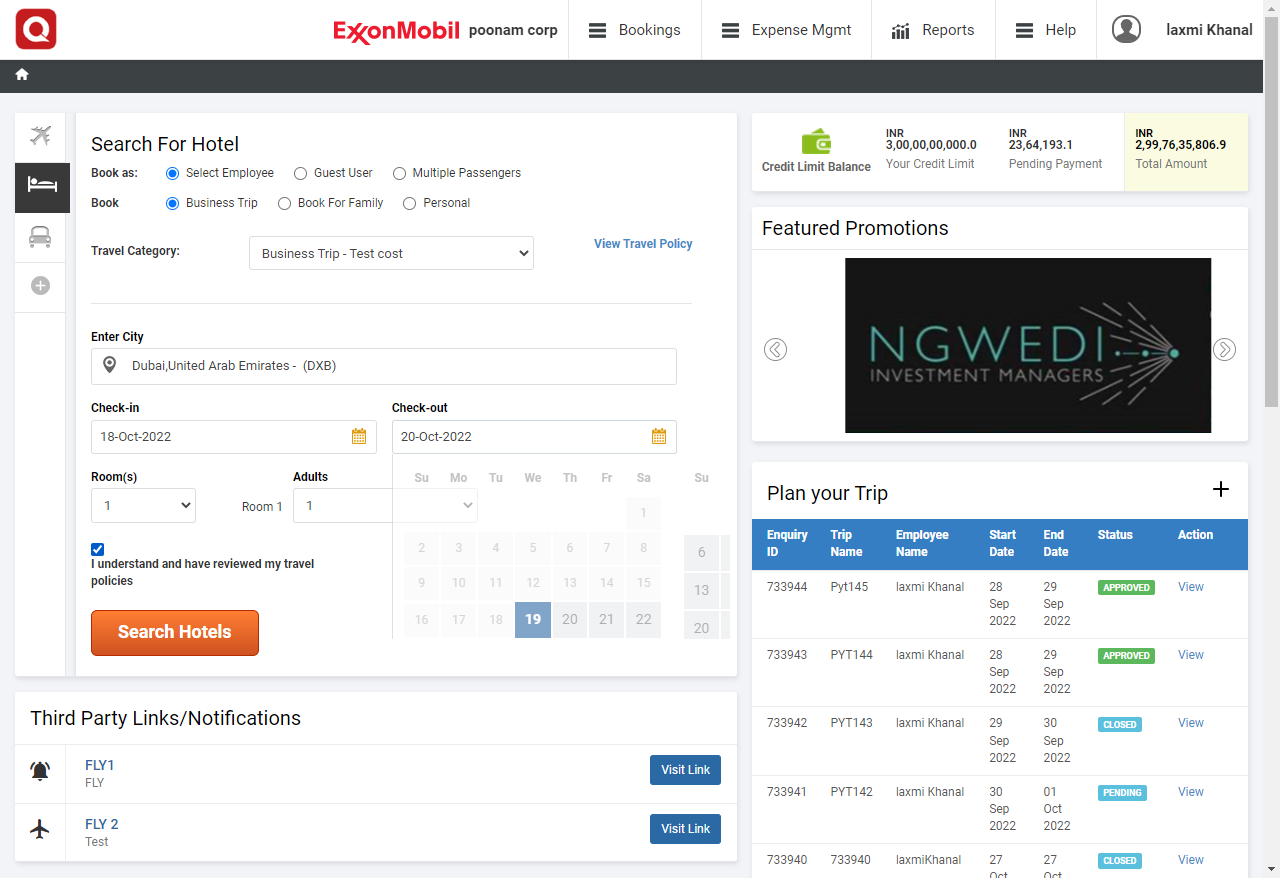 ExxonMobil poonam corp
Bookings
Expense Mgmt
Reports
Help
laxmi Khanal
Search For Hotel
Book as: Select Employee Guest User Multiple Passengers
Book Business Trip Book For Family Personal
Travel Category: Business Trip - Test cost View Travel Policy
Enter City
Dubai,United Arab Emirates - (DXB)
Check-in Check-out
18-Oct-2022 20-Oct-2022
Room(s) Adults
1 Room 1 1
Su Mo Tu We Th Fr Sa Su
1
2 3 4 5 6 7 8 6
9 10 11 12 13 14 15 13
16 17 18 19 20 21 22 20
I understand and have reviewed my travel
policies
Search Hotels
Third Party Links/Notifications
FLY1
FLY
Visit Link
FLY 2
Test
Visit Link
Credit Limit Balance
INR
3,00,00,00,000.0
Your Credit Limit
INR
23,64,193.1
Pending Payment
INR
2,99,76,35,806.9
Total Amount
Featured Promotions
NGWEDI
INVESTMENT MANAGERS
Plan your Trip
Enquiry Trip Employee Start End Status Action
ID Name Name Date Date
733944 Pyt145 laxmi Khanal 28 29 APPROVED View
Sep Sep
2022 2022
733943 PYT144 laxmi Khanal 28 29 APPROVED View
Sep Sep
2022 2022
733942 PYT143 laxmi Khanal 29 30 CLOSED View
Sep Sep
2022 2022
733941 PYT142 laxmi Khanal 30 01 PENDING View
Sep Oct
2022 2022
733940 733940 laxmiKhanal 27 27 CLOSED View
Oct Oct